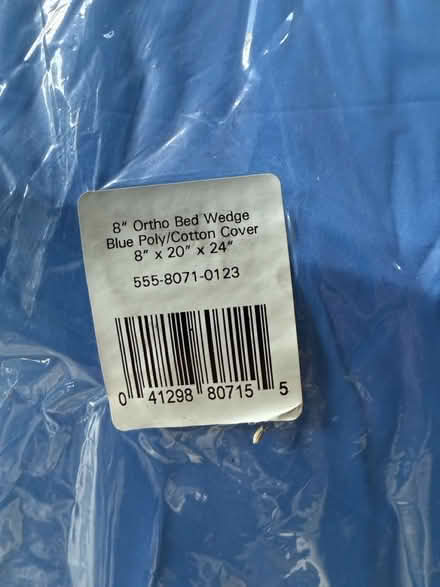 8" Ortho Bed Wedge
Blue Poly/Cotton Cover
8" x 20" x 24"
555-8071-0123
0 41298 80715 5